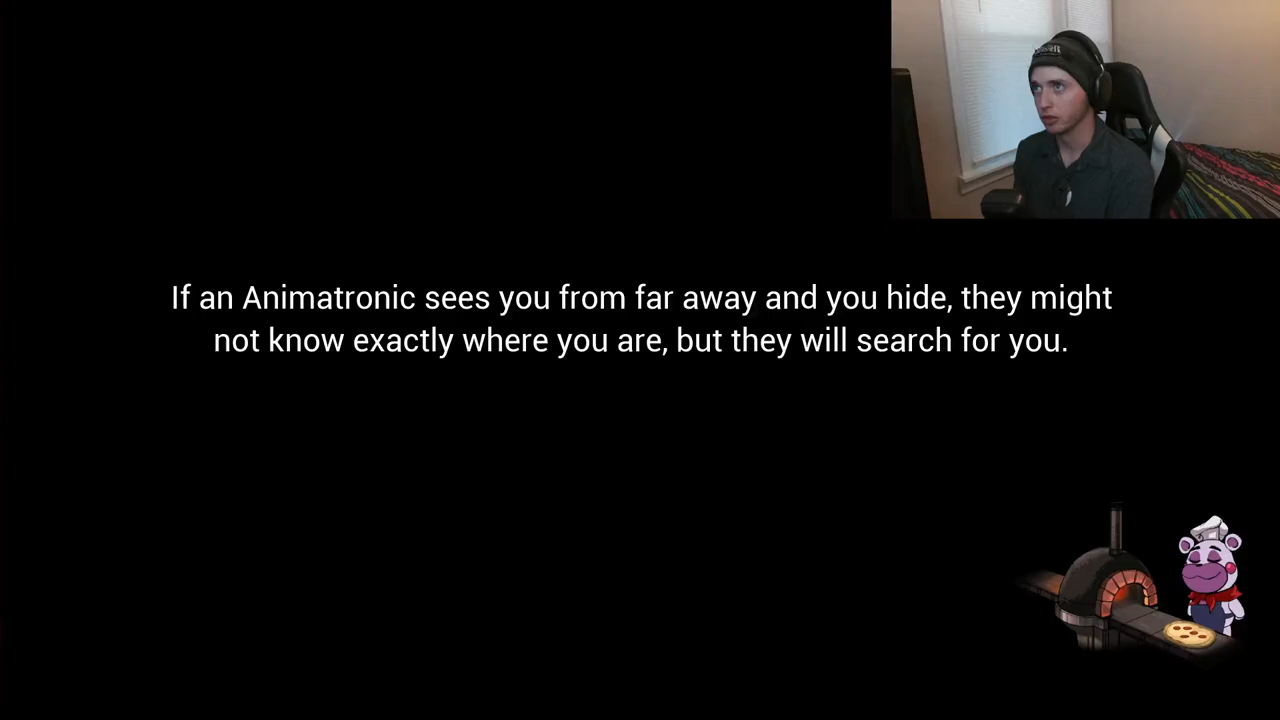 If an Animatronic sees you from far away and you hide, they might
not know exactly where you are, but they will search for you.